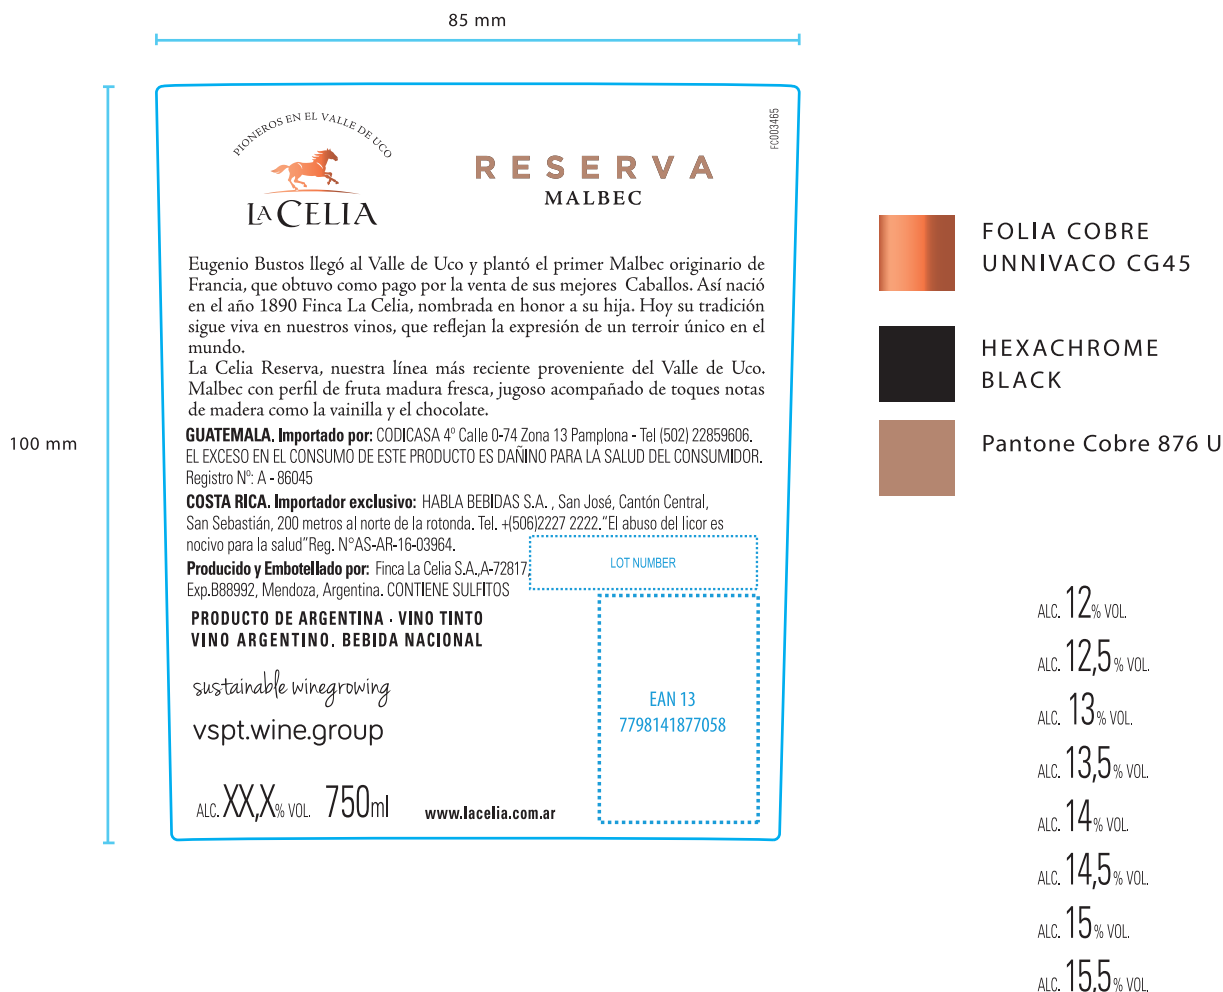 85 mm
100 mm
PIONEROS EN EL VALLE DE UCO
LA CELIA
RESERVA
MALBEC
FC003465
Eugenio Bustos llegó al Valle de Uco y plantó el primer Malbec originario de
Francia, que obtuvo como pago por la venta de sus mejores Caballos. Así nació
en el año 1890 Finca La Celia, nombrada en honor a su hija. Hoy su tradición
sigue viva en nuestros vinos, que reflejan la expresión de un terroir único en el
mundo.
La Celia Reserva, nuestra línea más reciente proveniente del Valle de Uco.
Malbec con perfil de fruta madura fresca, jugoso acompañado de toques notas
de madera como la vainilla y el chocolate.
GUATEMALA. Importado por: CODICASA 4º Calle 0-74 Zona 13 Pamplona - Tel (502) 22859606.
EL EXCESO EN EL CONSUMO DE ESTE PRODUCTO ES DAÑINO PARA LA SALUD DEL CONSUMIDOR.
Registro Nº: A - 86045
COSTA RICA. Importador exclusivo: HABLA BEBIDAS S.A. , San José, Cantón Central,
San Sebastián, 200 metros al norte de la rotonda. Tel. +(506)2227 2222."El abuso del licor es
nocivo para la salud"Reg. N°AS-AR-16-03964.
Producido y Embotellado por: Finca La Celia S.A.,A-72817,
Exp.B88992, Mendoza, Argentina. CONTIENE SULFITOS
LOT NUMBER
PRODUCTO DE ARGENTINA · VINO TINTO
VINO ARGENTINO. BEBIDA NACIONAL
sustainable winegrowing
vspt.wine.group
EAN 13
7798141877058
ALC. XX,X% VOL. 750ml
www.lacelia.com.ar
FOLIA COBRE
UNNIVACO CG45
HEXACHROME
BLACK
Pantone Cobre 876 U
ALC. 12% VOL.
ALC. 12,5% VOL.
ALC. 13% VOL.
ALC. 13,5% VOL.
ALC. 14% VOL.
ALC. 14,5% VOL.
ALC. 15% VOL.
ALC. 15,5% VOL.